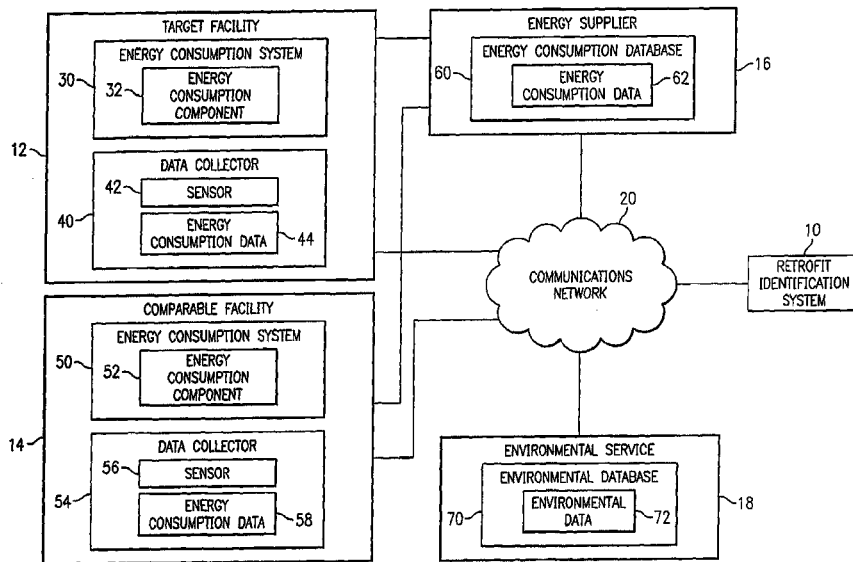 TARGET FACILITY
ENERGY CONSUMPTION SYSTEM
30
32
ENERGY
CONSUMPTION
COMPONENT
12
DATA COLLECTOR
42
SENSOR
40
ENERGY
CONSUMPTION DATA
44
COMPARABLE FACILITY
ENERGY CONSUMPTION SYSTEM
50
52
ENERGY
CONSUMPTION
COMPONENT
14
DATA COLLECTOR
56
SENSOR
54
ENERGY
CONSUMPTION DATA
58
ENERGY SUPPLIER
ENERGY CONSUMPTION DATABASE
60
ENERGY
CONSUMPTION DATA
62
16
20
COMMUNICATIONS
NETWORK
10
RETROFIT
IDENTIFICATION
SYSTEM
ENVIRONMENTAL SERVICE
ENVIRONMENTAL DATABASE
70
ENVIRONMENTAL
DATA
72
18